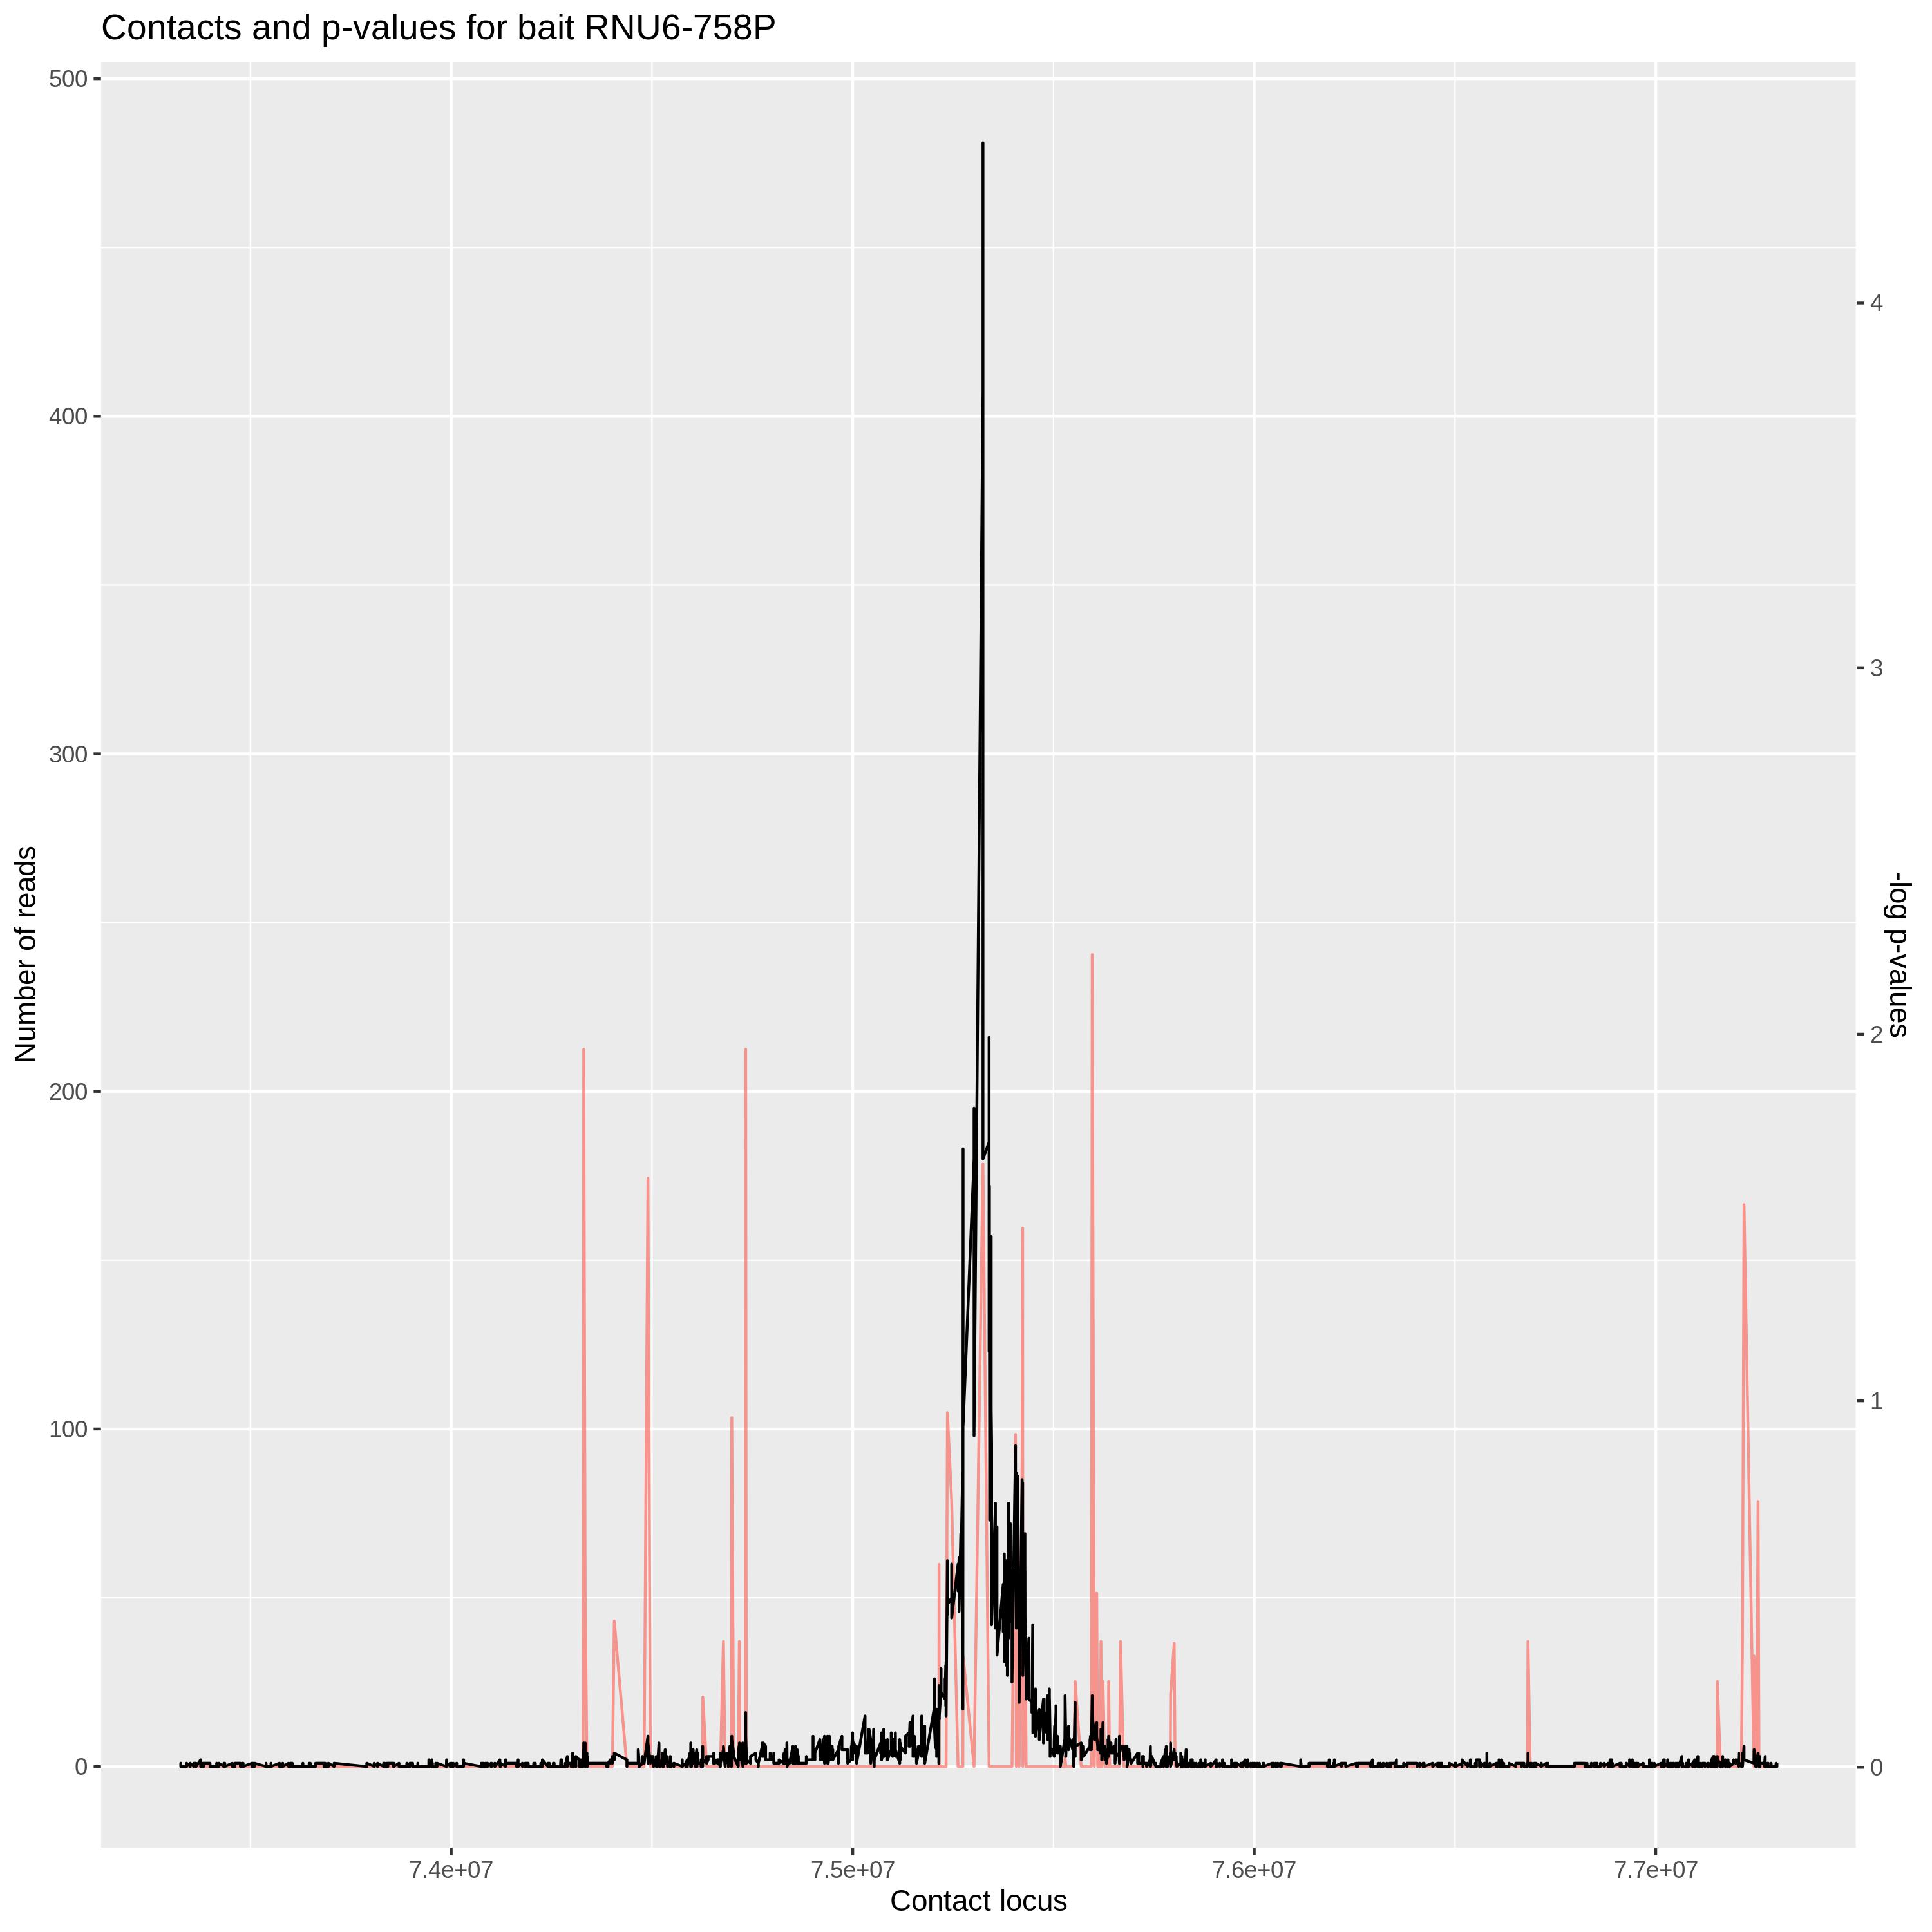 Contacts and p-values for bait RNU6-758P
500
400
300
200
100
0
Number of reads
4
3
2
1
0
-log p-values
7.4e+07 7.5e+07 7.6e+07 7.7e+07
Contact locus